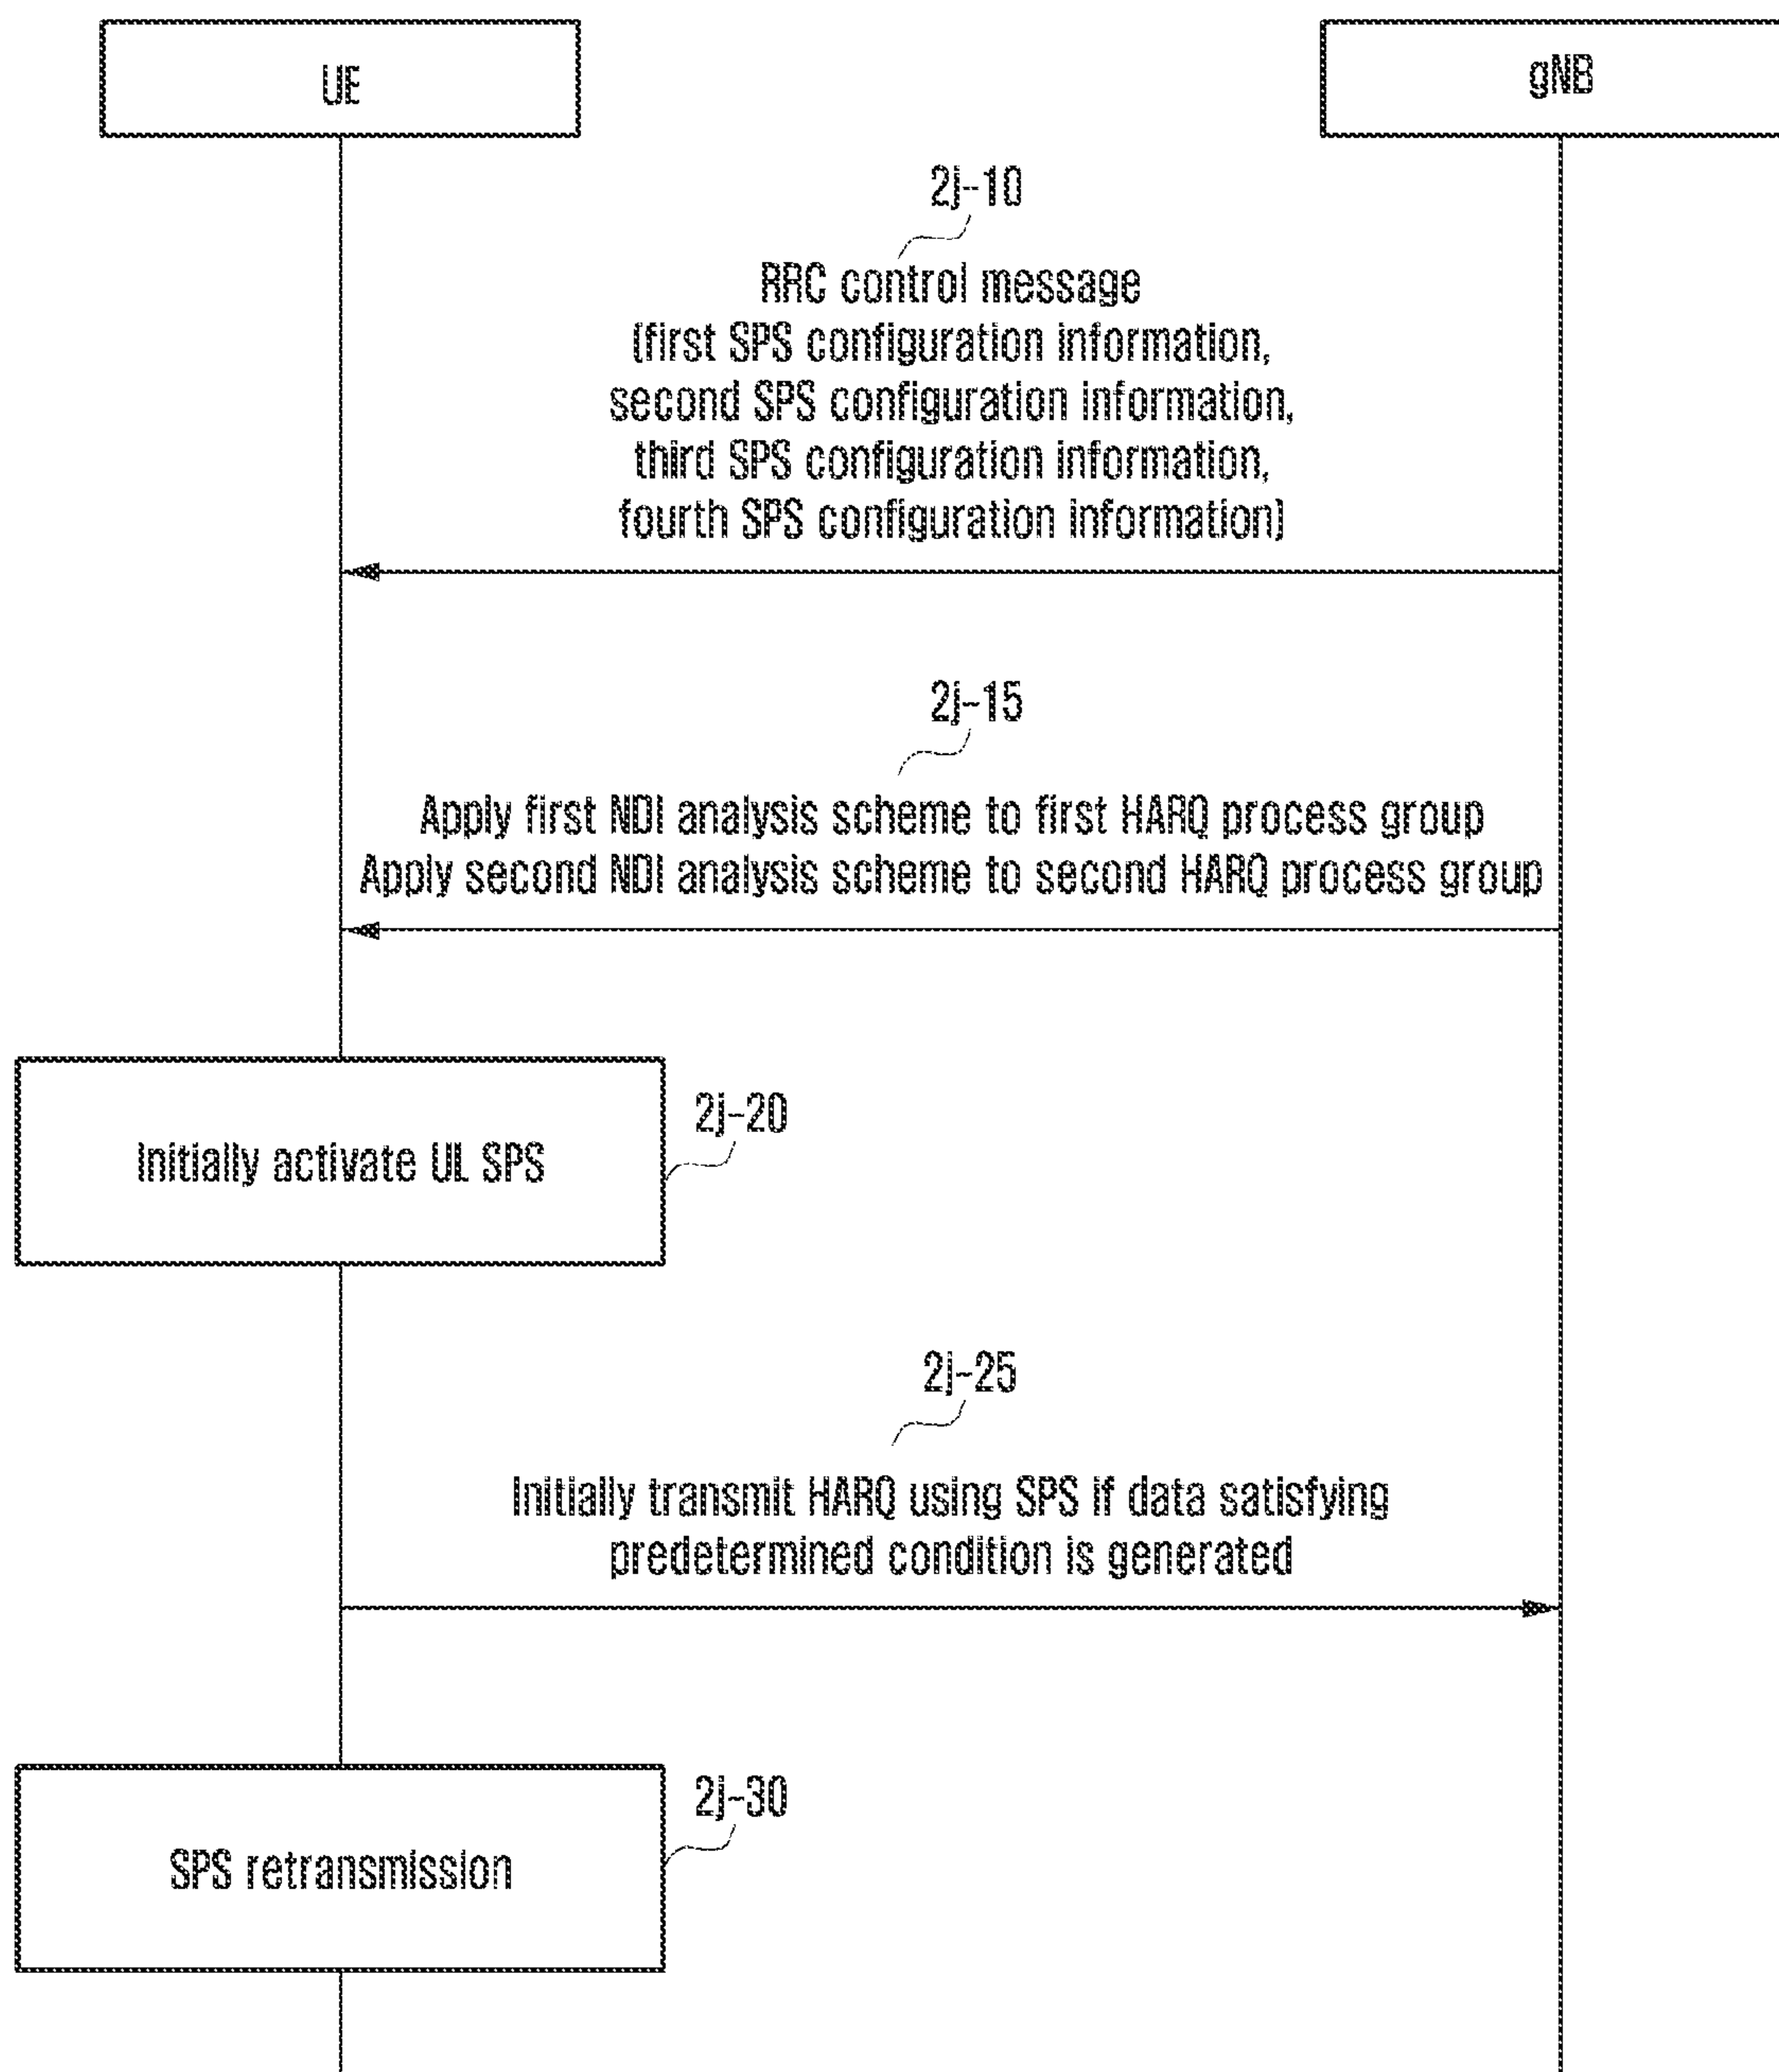 UE
gNB
2j-10
RRC control message
(first SPS configuration information,
second SPS configuration information,
third SPS configuration information,
fourth SPS configuration information)
2j-15
Apply first NDI analysis scheme to first HARQ process group
Apply second NDI analysis scheme to second HARQ process group
2j-20
Initially activate UL SPS
2j-25
Initially transmit HARQ using SPS if data satisfying
predetermined condition is generated
2j-30
SPS retransmission